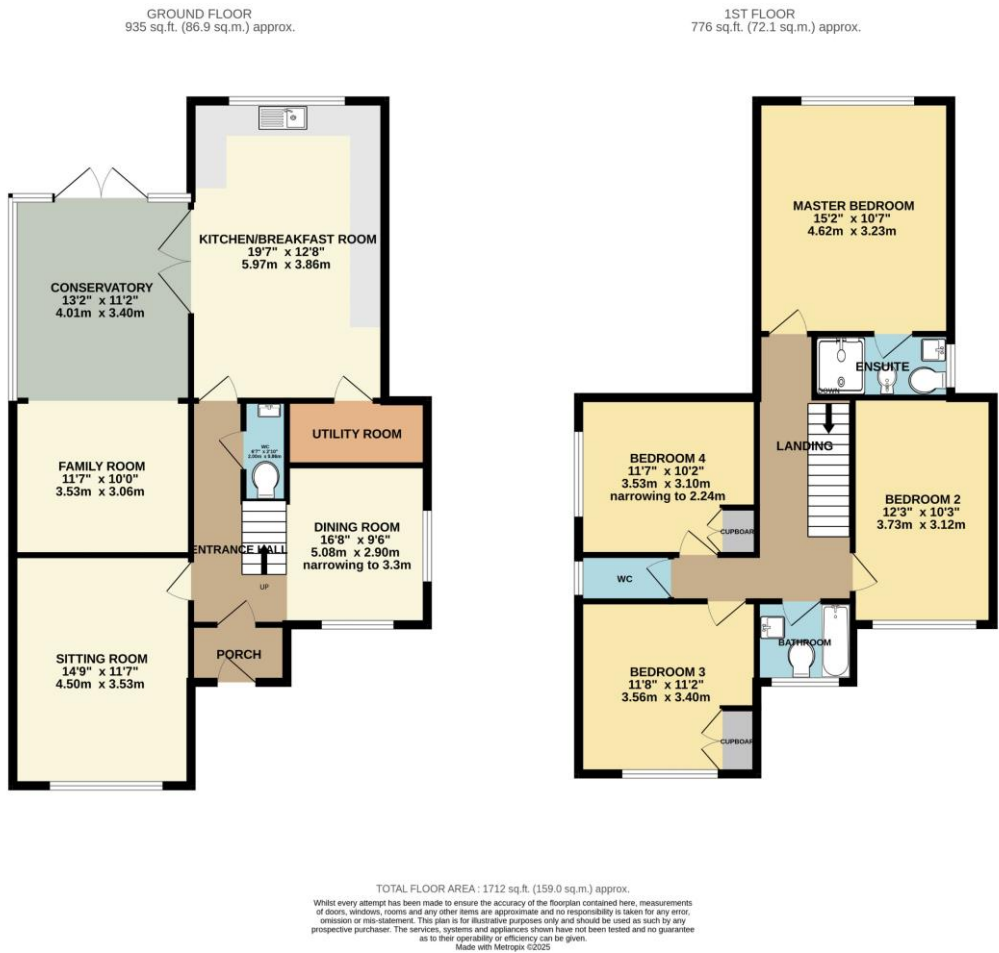 GROUND FLOOR
935 sq.ft. (86.9 sq.m.) approx.
1ST FLOOR
776 sq.ft. (72.1 sq.m.) approx.
KITCHEN/BREAKFAST ROOM
19'7" x 12'8"
5.97m x 3.86m
CONSERVATORY
13'2" x 11'2"
4.01m x 3.40m
WC
6'7" x 2'10"
UTILITY ROOM
FAMILY ROOM
11'7" x 10'0"
3.53m x 3.06m
DINING ROOM
16'8" x 9'6"
5.08m x 2.90m
narrowing to 3.3m
ENTRANCE HALL
UP
PORCH
SITTING ROOM
14'9" x 11'7"
4.50m x 3.53m
MASTER BEDROOM
15'2" x 10'7"
4.62m x 3.23m
ENSUITE
LANDING
BEDROOM 4
11'7" x 10'2"
3.53m x 3.10m
narrowing to 2.24m
CUPBOAR
BEDROOM 2
12'3" x 10'3"
3.73m x 3.12m
WC
BATHROOM
BEDROOM 3
11'8" x 11'2"
3.56m x 3.40m
CUPBOAR
TOTAL FLOOR AREA : 1712 sq.ft. (159.0 sq.m.) approx.
Whilst every attempt has been made to ensure the accuracy of the floorplan contained here, measurements
of doors, windows, rooms and any other items are approximate and no responsibility is taken for any error,
omission or mis-statement. This plan is for illustrative purposes only and should be used as such by any
prospective purchaser. The services, systems and appliances shown have not been tested and no guarantee
as to their operability or efficiency can be given.
Made with Metropix ©2025